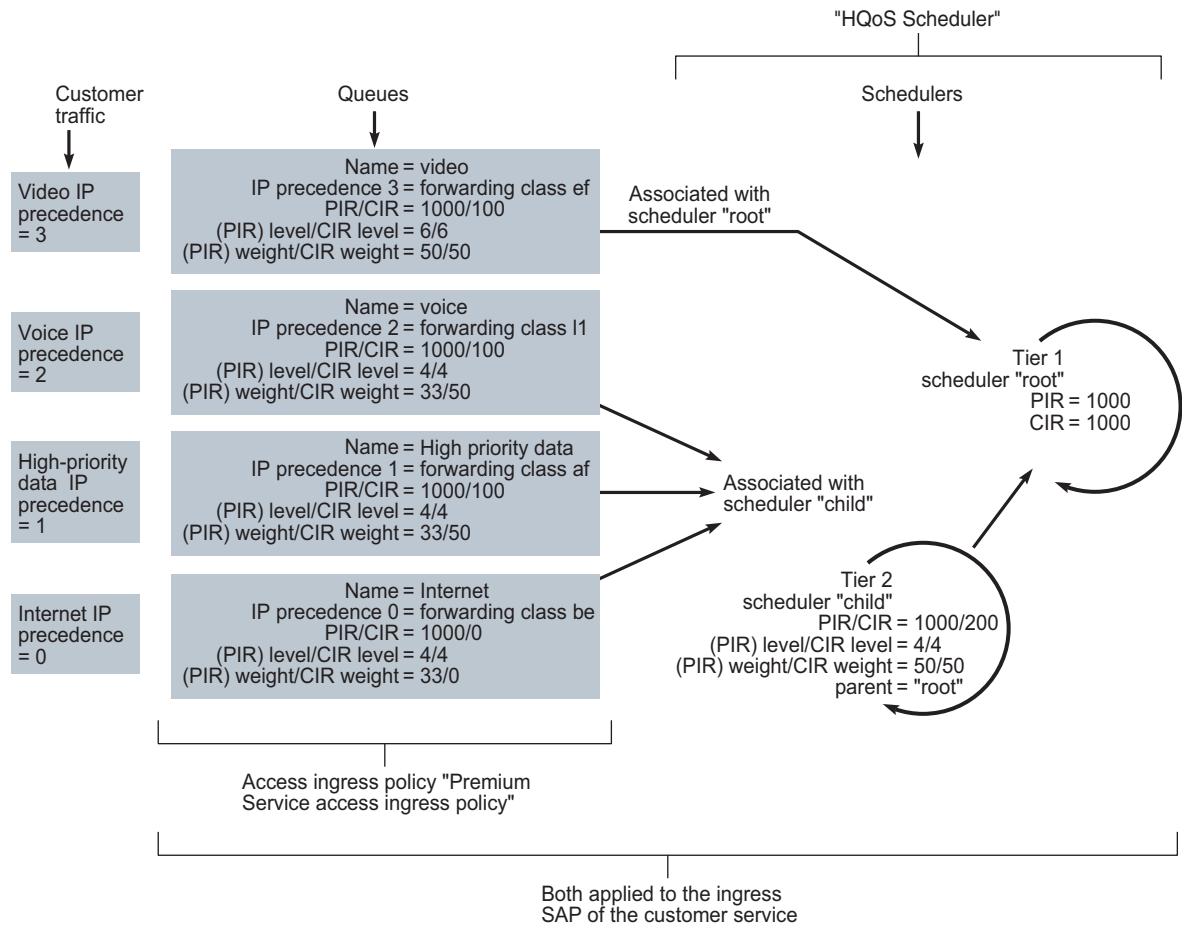 "HQoS Scheduler"
Customer
traffic
Queues
Schedulers
Video IP
precedence
= 3
Name = video
IP precedence 3 = forwarding class ef
PIR/CIR = 1000/100
(PIR) level/CIR level = 6/6
(PIR) weight/CIR weight = 50/50
Associated with
scheduler "root"
Voice IP
precedence
= 2
Name = voice
IP precedence 2 = forwarding class l1
PIR/CIR = 1000/100
(PIR) level/CIR level = 4/4
(PIR) weight/CIR weight = 33/50
Tier 1
scheduler "root"
PIR = 1000
CIR = 1000
High-priority
data IP
precedence
= 1
Name = High priority data
IP precedence 1 = forwarding class af
PIR/CIR = 1000/100
(PIR) level/CIR level = 4/4
(PIR) weight/CIR weight = 33/50
Associated with
scheduler "child"
Internet IP
precedence
= 0
Name = Internet
IP precedence 0 = forwarding class be
PIR/CIR = 1000/0
(PIR) level/CIR level = 4/4
(PIR) weight/CIR weight = 33/0
Tier 2
scheduler "child"
PIR/CIR = 1000/200
(PIR) level/CIR level = 4/4
(PIR) weight/CIR weight = 50/50
parent = "root"
Access ingress policy "Premium
Service access ingress policy"
Both applied to the ingress
SAP of the customer service